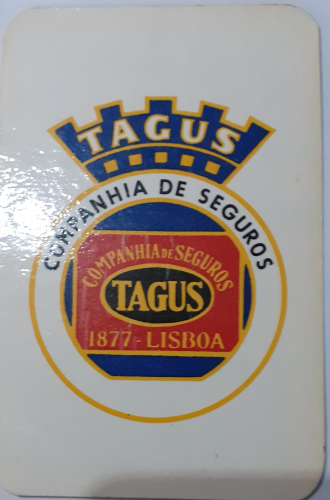 TAGUS
COMPANHIA DE SEGUROS
COMPANHIA DE SEGUROS
TAGUS
1877-LISBOA